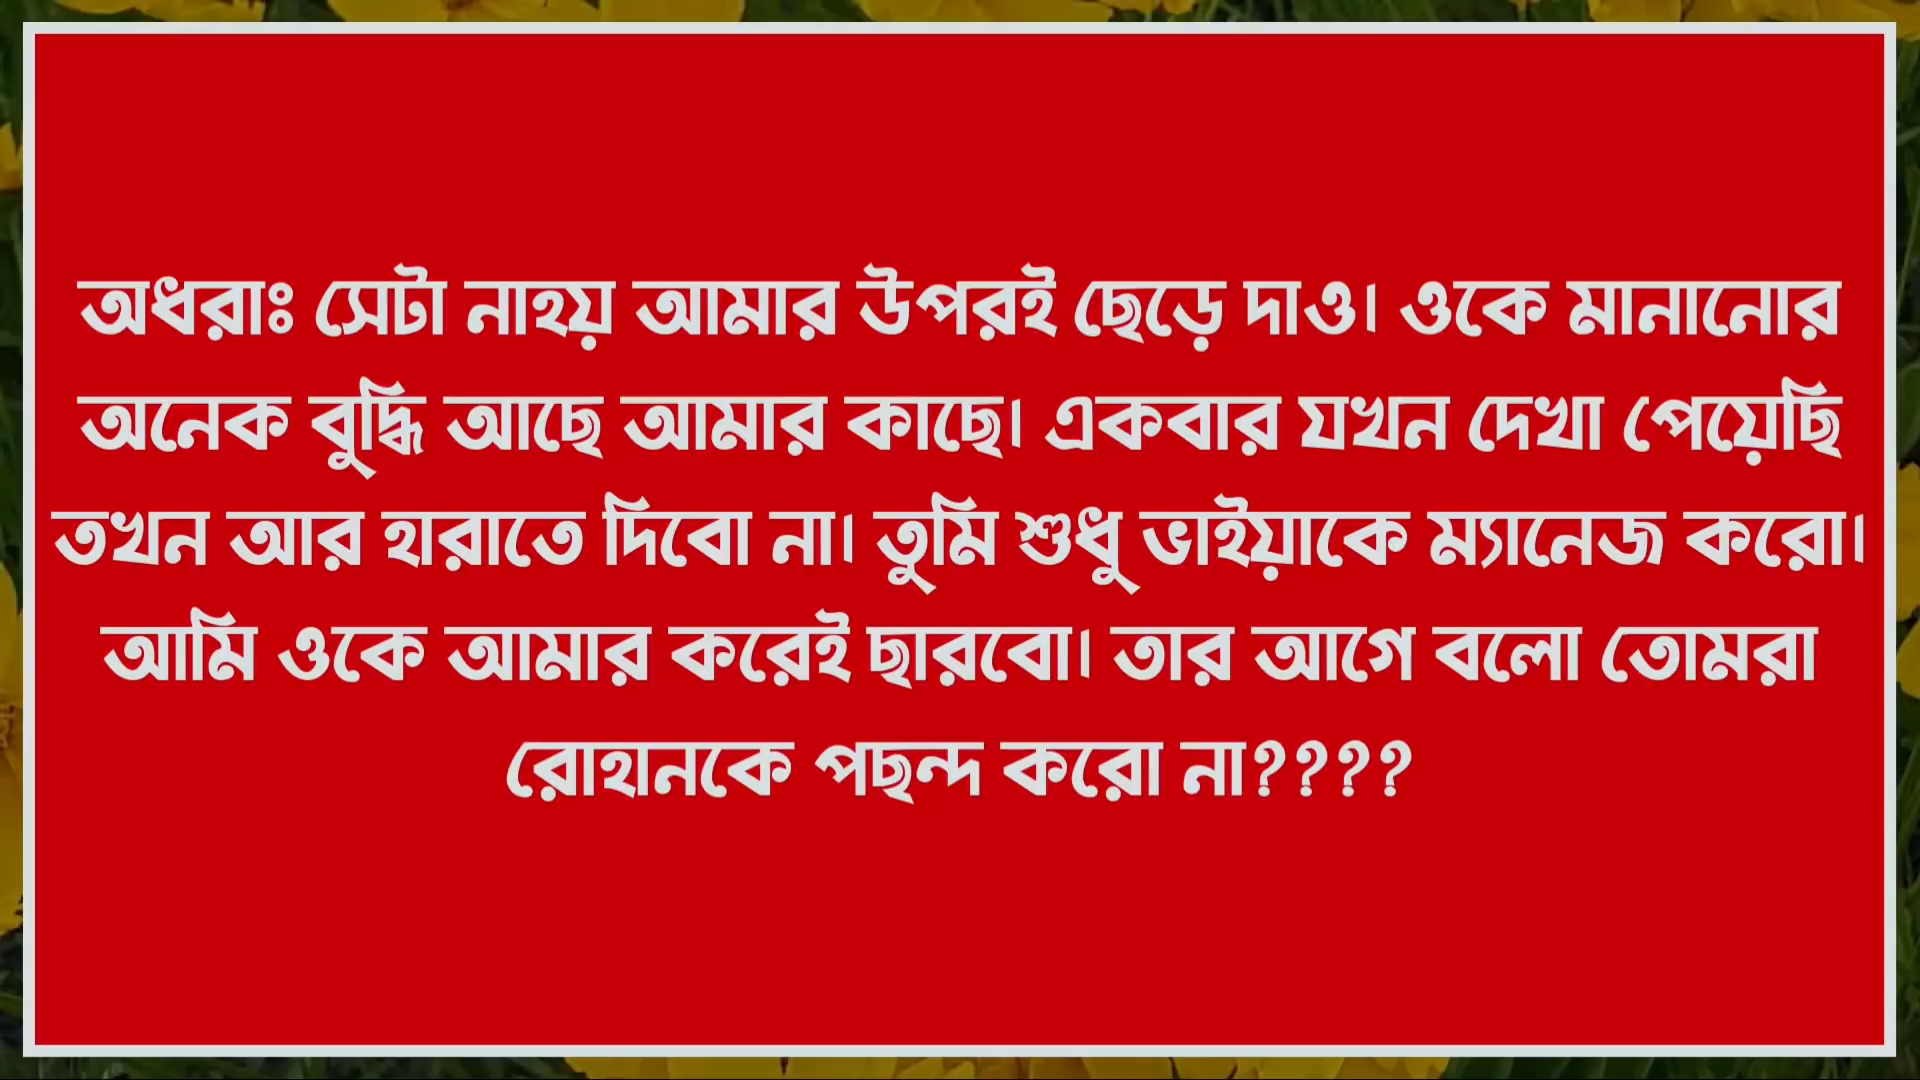 অধরাঃ সেটা নাহয় আমার উপরই ছেড়ে দাও। ওকে মানানোর
অনেক বুদ্ধি আছে আমার কাছে। একবার যখন দেখা পেয়েছি
তখন আর হারাতে দিবো না। তুমি শুধু ভাইয়াকে ম্যানেজ করো।
আমি ওকে আমার করেই ছারবো। তার আগে বলো তোমরা
রোহানকে পছন্দ করো না????